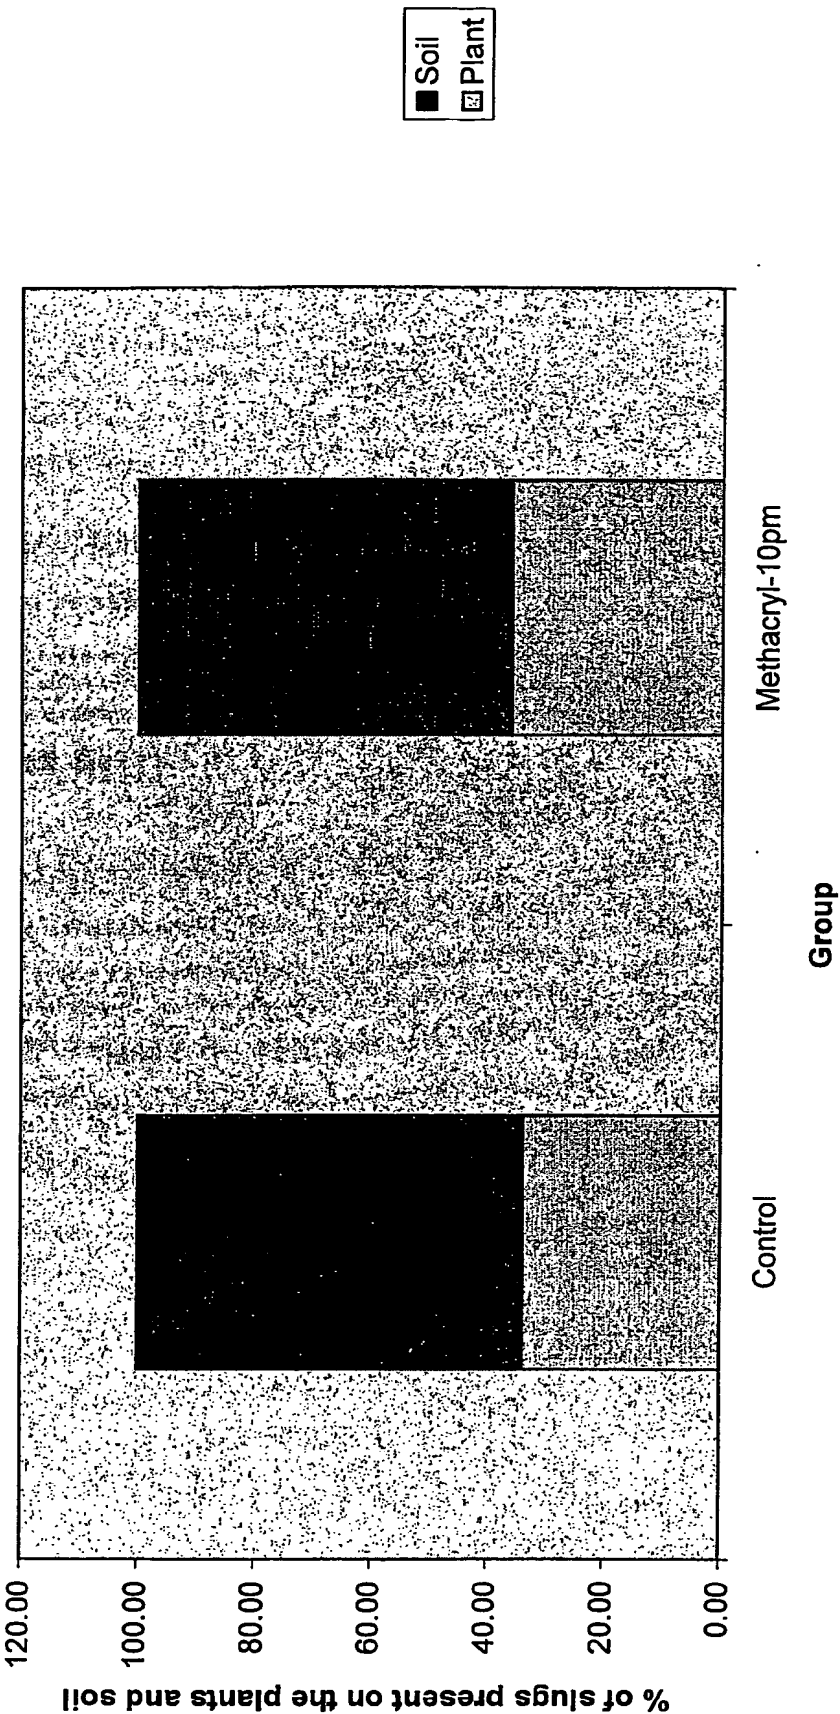 % of slugs present on the plants and soil
120.00
100.00
80.00
60.00
40.00
20.00
0.00
Control
Methacryl-10pm
Group
Soil
Plant